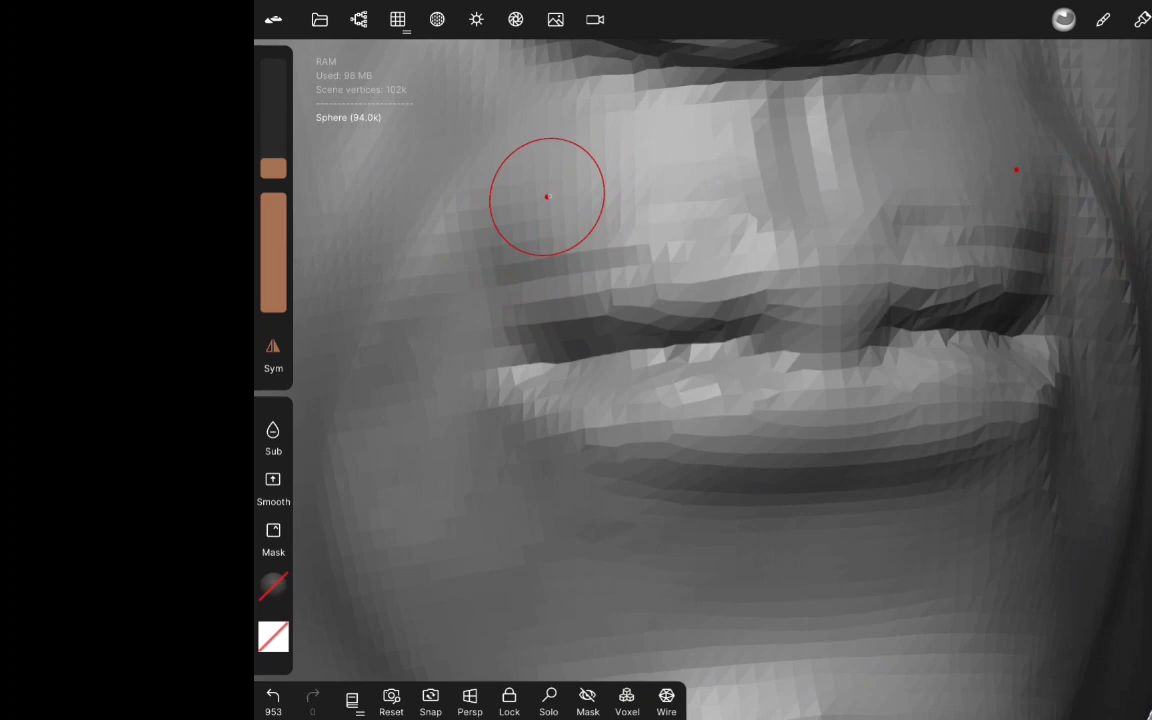 RAM
Used: 98 MB
Scene vertices: 102k
Sphere (94.0k)
Sym
Sub
Smooth
Mask
953
0
Reset
Snap
Persp
Lock
Solo
Mask
Voxel
Wire